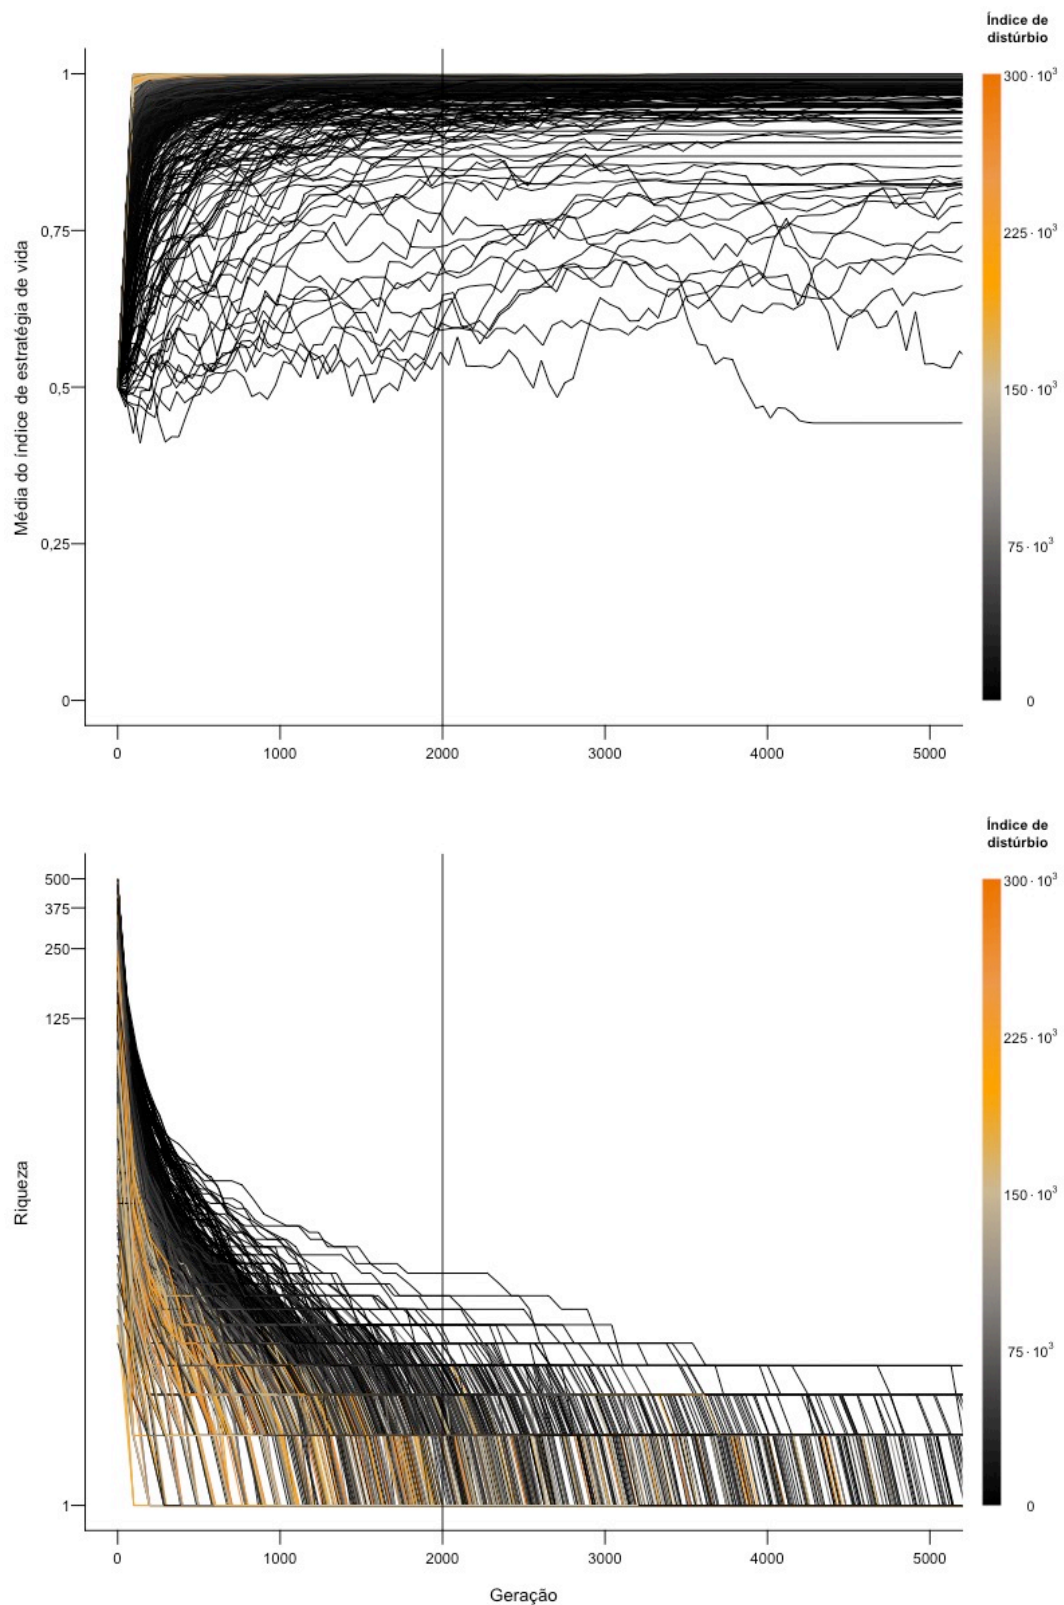 Índice de
distúrbio
Média do índice de estratégia de vida
1
0,75
0,5
0,25
0
300 · 10³
225 · 10³
150 · 10³
75 · 10³
0
0 1000 2000 3000 4000 5000
Índice de
distúrbio
Riqueza
500
375
250
125
1
300 · 10³
225 · 10³
150 · 10³
75 · 10³
0
0 1000 2000 3000 4000 5000
Geração